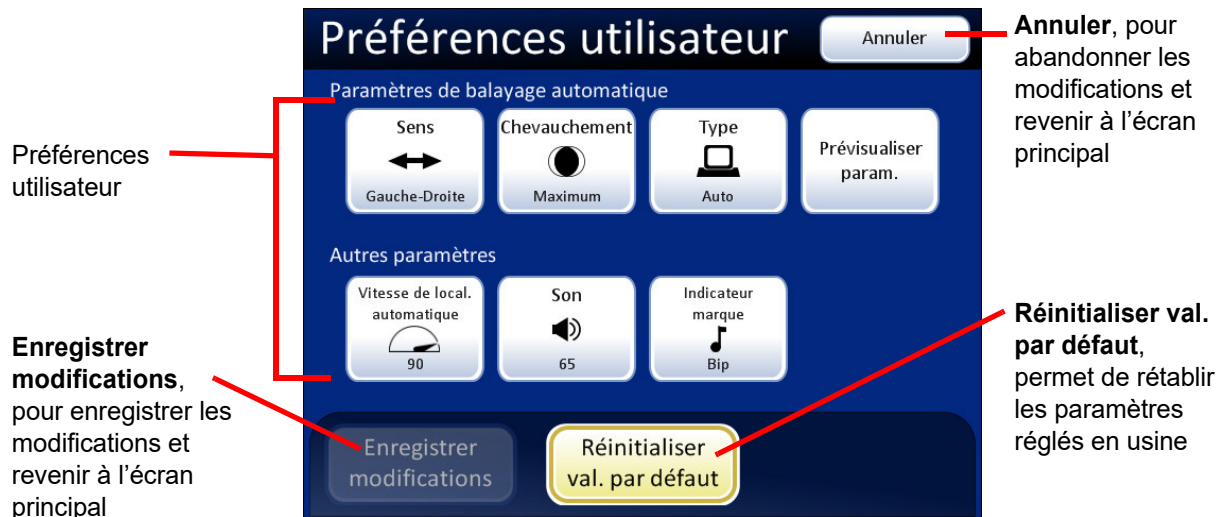 Préférences utilisateur
Annuler
Paramètres de balayage automatique
Sens
Gauche-Droite
Chevauchement
Maximum
Type
Auto
Prévisualiser
param.
Autres paramètres
Vitesse de local.
automatique
90
Son
65
Indicateur
marque
Bip
Enregistrer
modifications
Réinitialiser
val. par défaut
Préférences
utilisateur
Enregistrer
modifications,
pour enregistrer les
modifications et
revenir à l’écran
principal
Annuler, pour
abandonner les
modifications et
revenir à l’écran
principal
Réinitialiser val.
par défaut,
permet de rétablir
les paramètres
réglés en usine